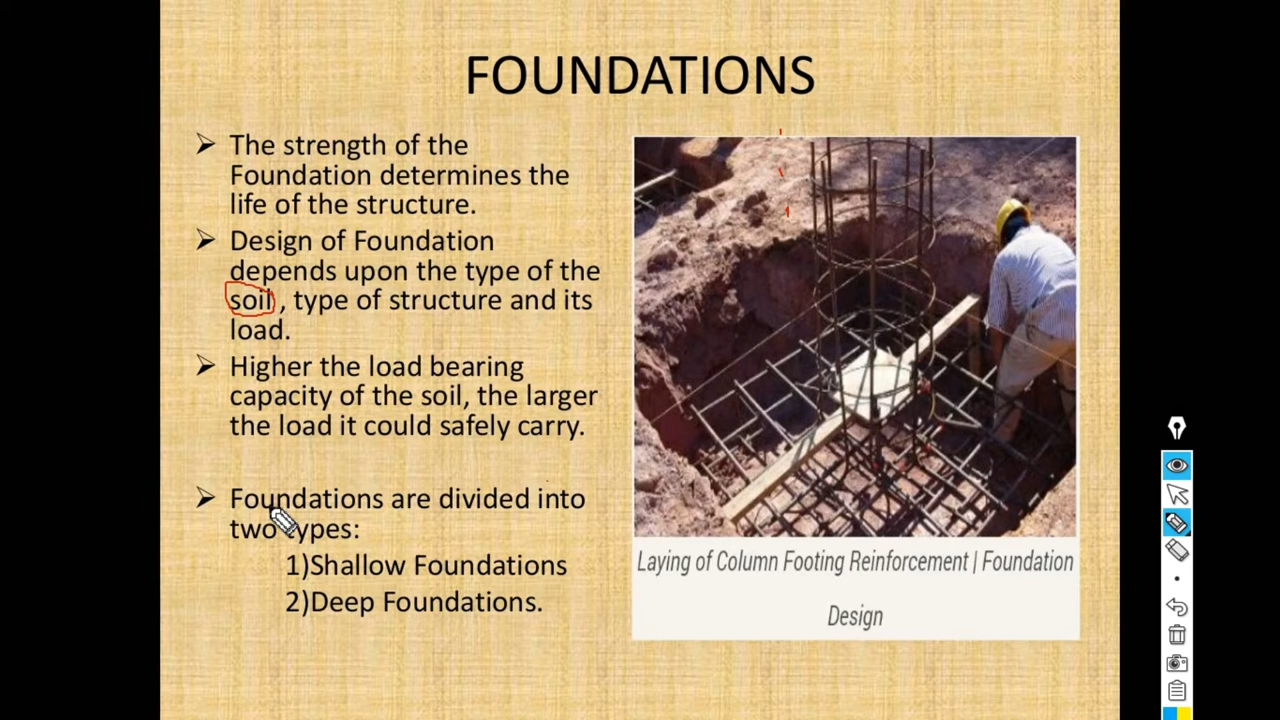 FOUNDATIONS
The strength of the
Foundation determines the
life of the structure.
Design of Foundation
depends upon the type of the
soil , type of structure and its
load.
Higher the load bearing
capacity of the soil, the larger
the load it could safely carry.
Foundations are divided into
two types:
1)Shallow Foundations
2)Deep Foundations.
Laying of Column Footing Reinforcement | Foundation
Design